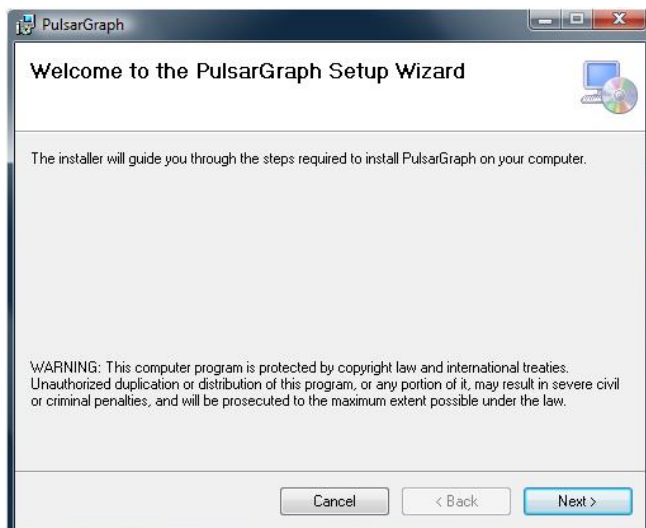 PulsarGraph
Welcome to the PulsarGraph Setup Wizard
The installer will guide you through the steps required to install PulsarGraph on your computer.
WARNING: This computer program is protected by copyright law and international treaties.
Unauthorized duplication or distribution of this program, or any portion of it, may result in severe civil
or criminal penalties, and will be prosecuted to the maximum extent possible under the law.
Cancel
< Back
Next >